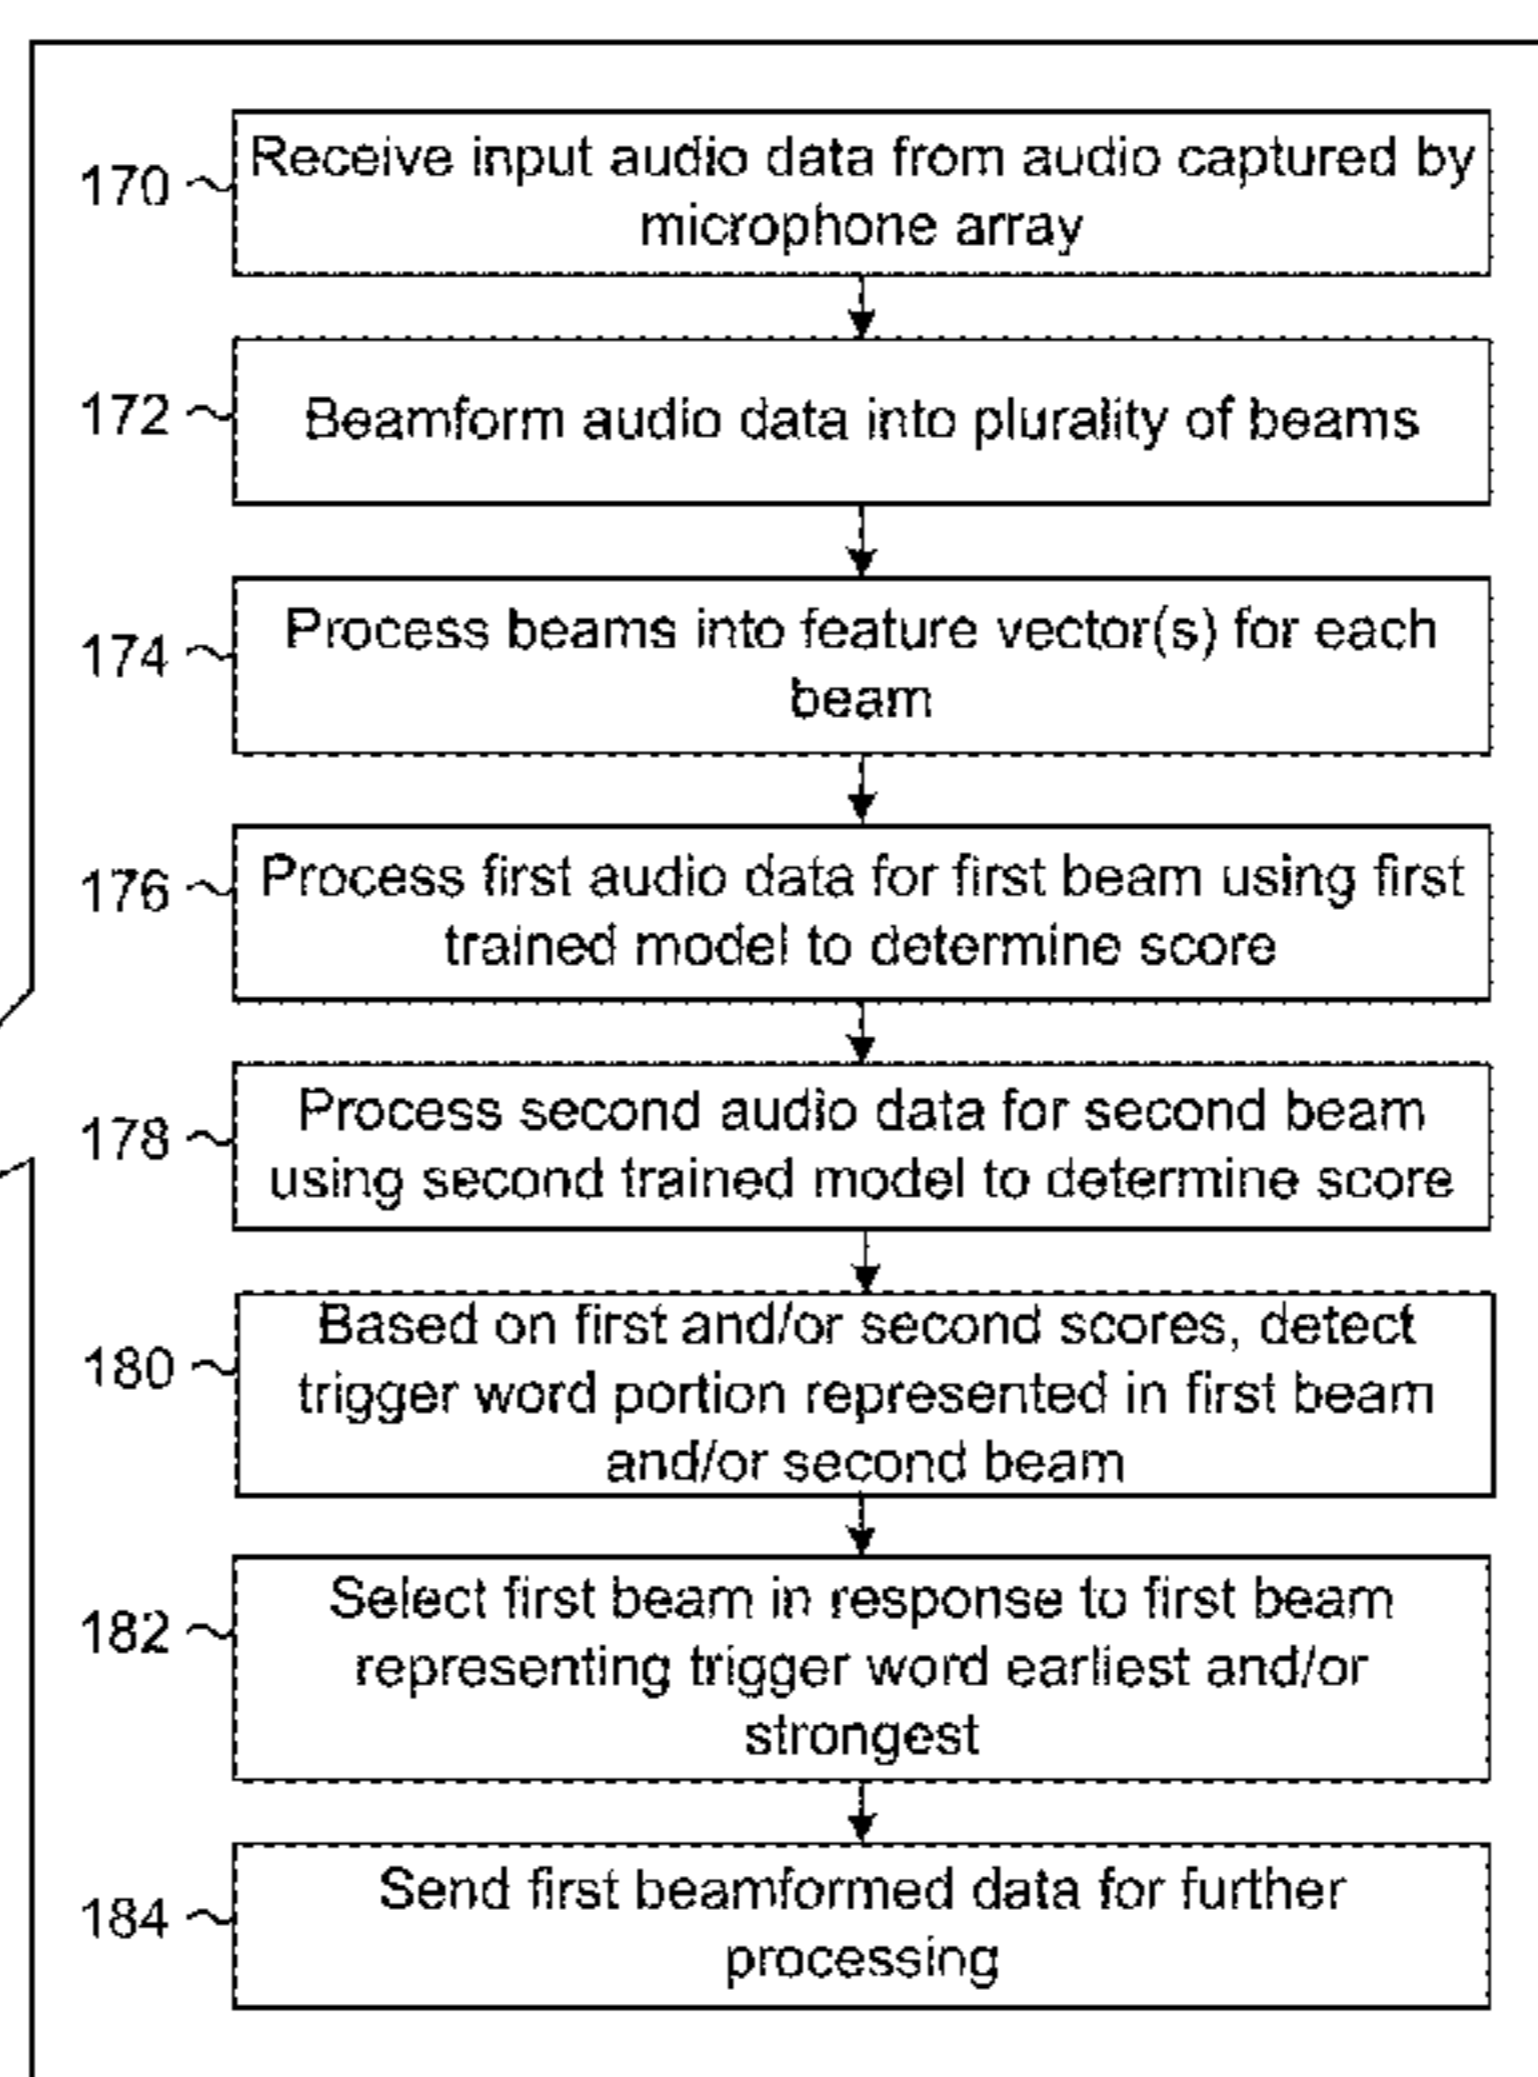 170
Receive input audio data from audio captured by
microphone array
172
Beamform audio data into plurality of beams
174
Process beams into feature vector(s) for each
beam
176
Process first audio data for first beam using first
trained model to determine score
178
Process second audio data for second beam
using second trained model to determine score
180
Based on first and/or second scores, detect
trigger word portion represented in first beam
and/or second beam
182
Select first beam in response to first beam
representing trigger word earliest and/or
strongest
184
Send first beamformed data for further
processing